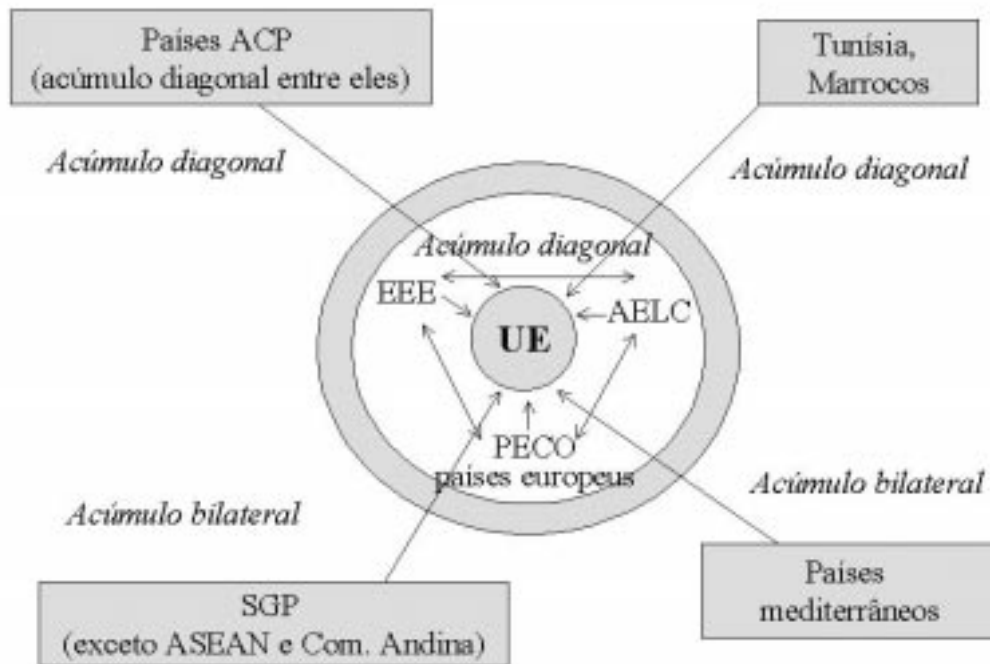 Países ACP
(acúmulo diagonal entre eles)
Tunísia,
Marrocos
Acúmulo diagonal
Acúmulo diagonal
Acúmulo diagonal
EEE
AELC
UE
PECO
países europeus
Acúmulo bilateral
Acúmulo bilateral
SGP
(exceto ASEAN e Com. Andina)
Países
mediterrâneos